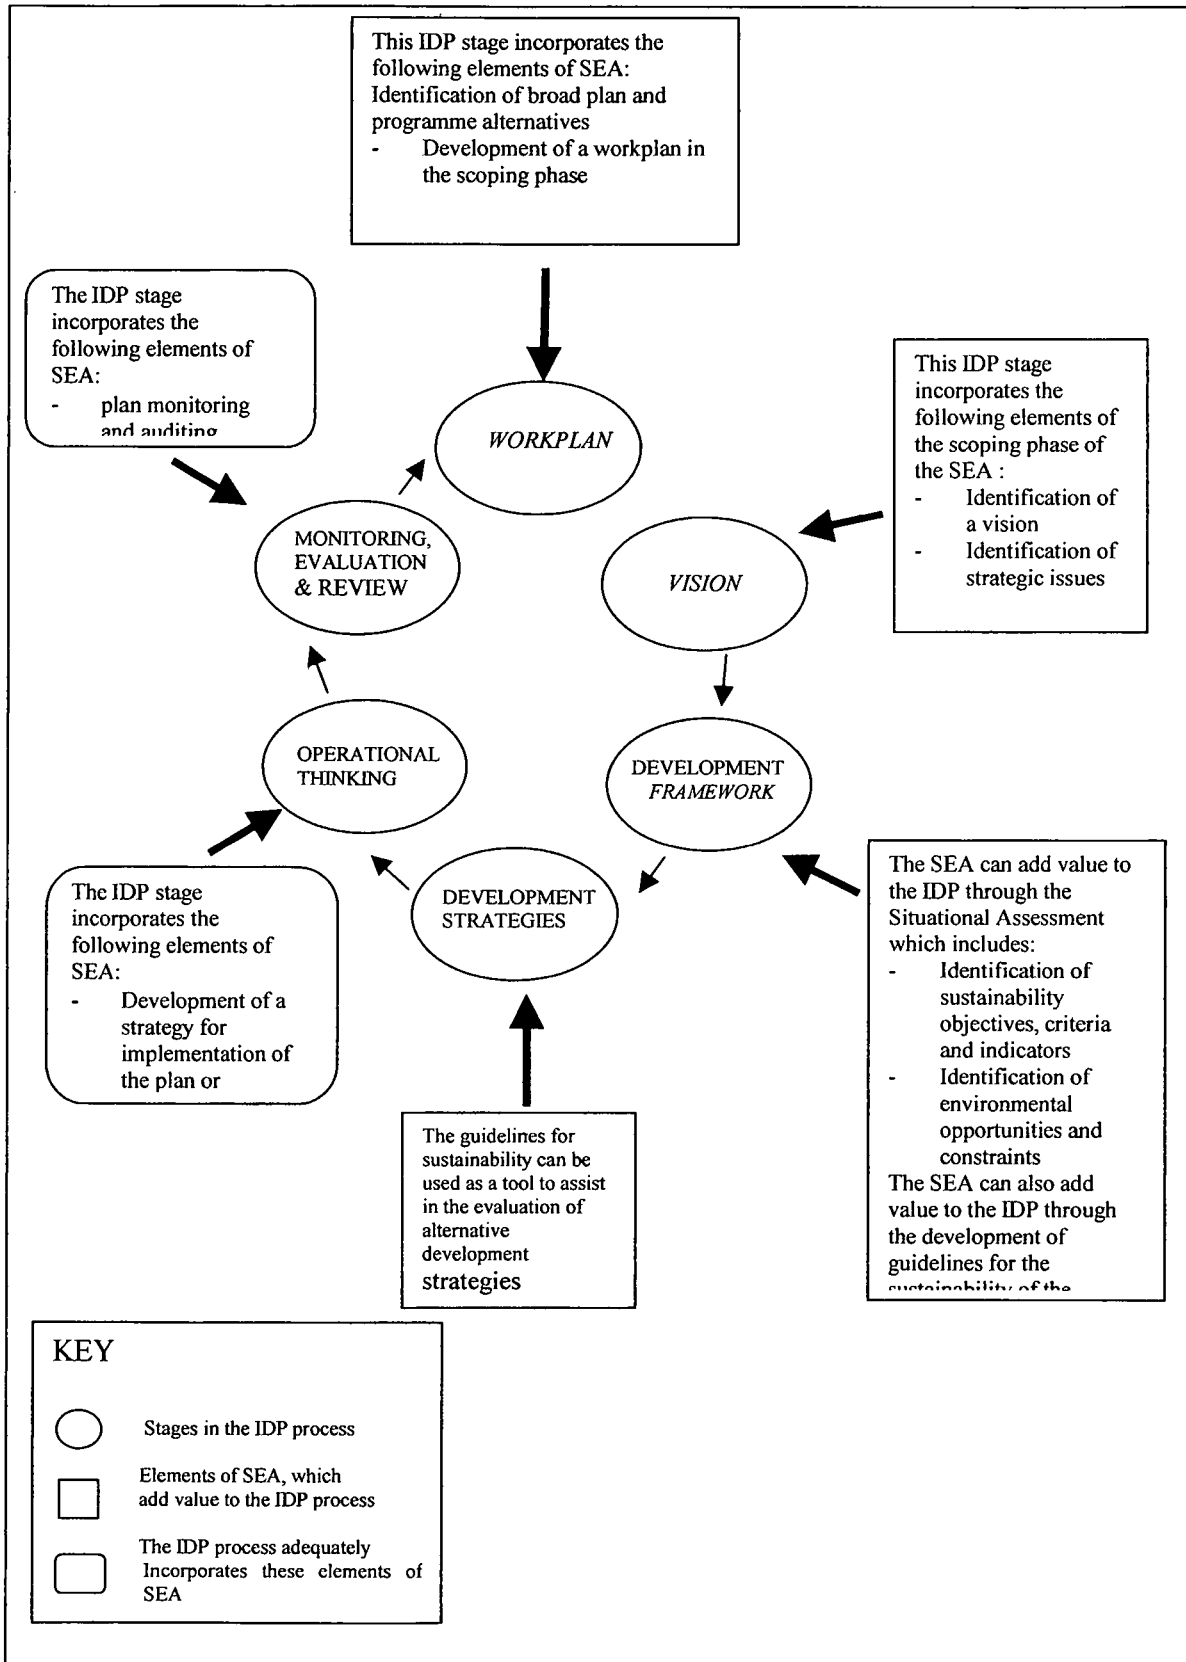 This IDP stage incorporates the
following elements of SEA:
Identification of broad plan and
programme alternatives
- Development of a workplan in
the scoping phase
The IDP stage
incorporates the
following elements of
SEA:
- plan monitoring
and auditing
This IDP stage
incorporates the
following elements of
the scoping phase of
the SEA :
- Identification of
a vision
- Identification of
strategic issues
WORKPLAN
MONITORING,
EVALUATION
& REVIEW
VISION
OPERATIONAL
THINKING
DEVELOPMENT
FRAMEWORK
DEVELOPMENT
STRATEGIES
The IDP stage
incorporates the
following elements of
SEA:
- Development of a
strategy for
implementation of
the plan or
The SEA can add value to
the IDP through the
Situational Assessment
which includes:
- Identification of
sustainability
objectives, criteria
and indicators
- Identification of
environmental
opportunities and
constraints
The SEA can also add
value to the IDP through
the development of
guidelines for the
sustainability of the
The guidelines for
sustainability can be
used as a tool to assist
in the evaluation of
alternative
development
strategies
KEY
Stages in the IDP process
Elements of SEA, which
add value to the IDP process
The IDP process adequately
Incorporates these elements of
SEA